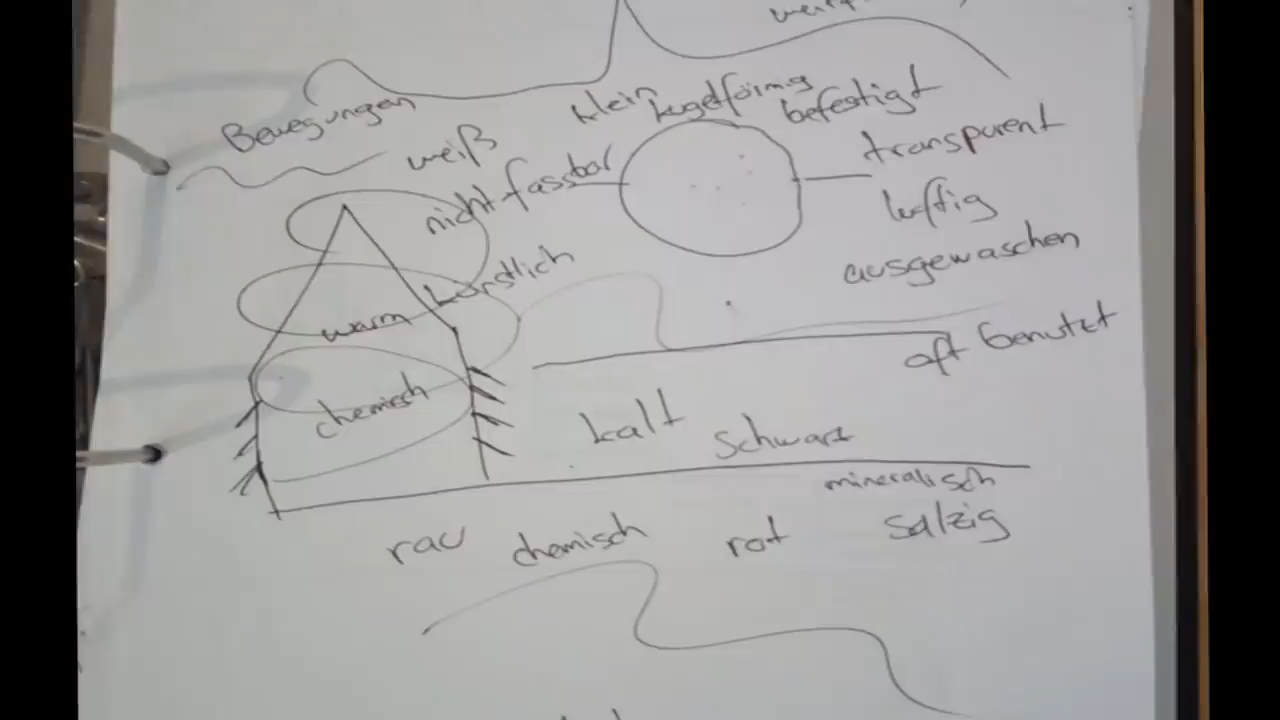 Bewegungen
klein kugelförmig befestigt
weiß
nicht fassbar
transparent
luftig
künstlich
ausgewaschen
warm
oft benutzt
chemisch
kalt schwarz
mineralisch
rau chemisch rot salzig